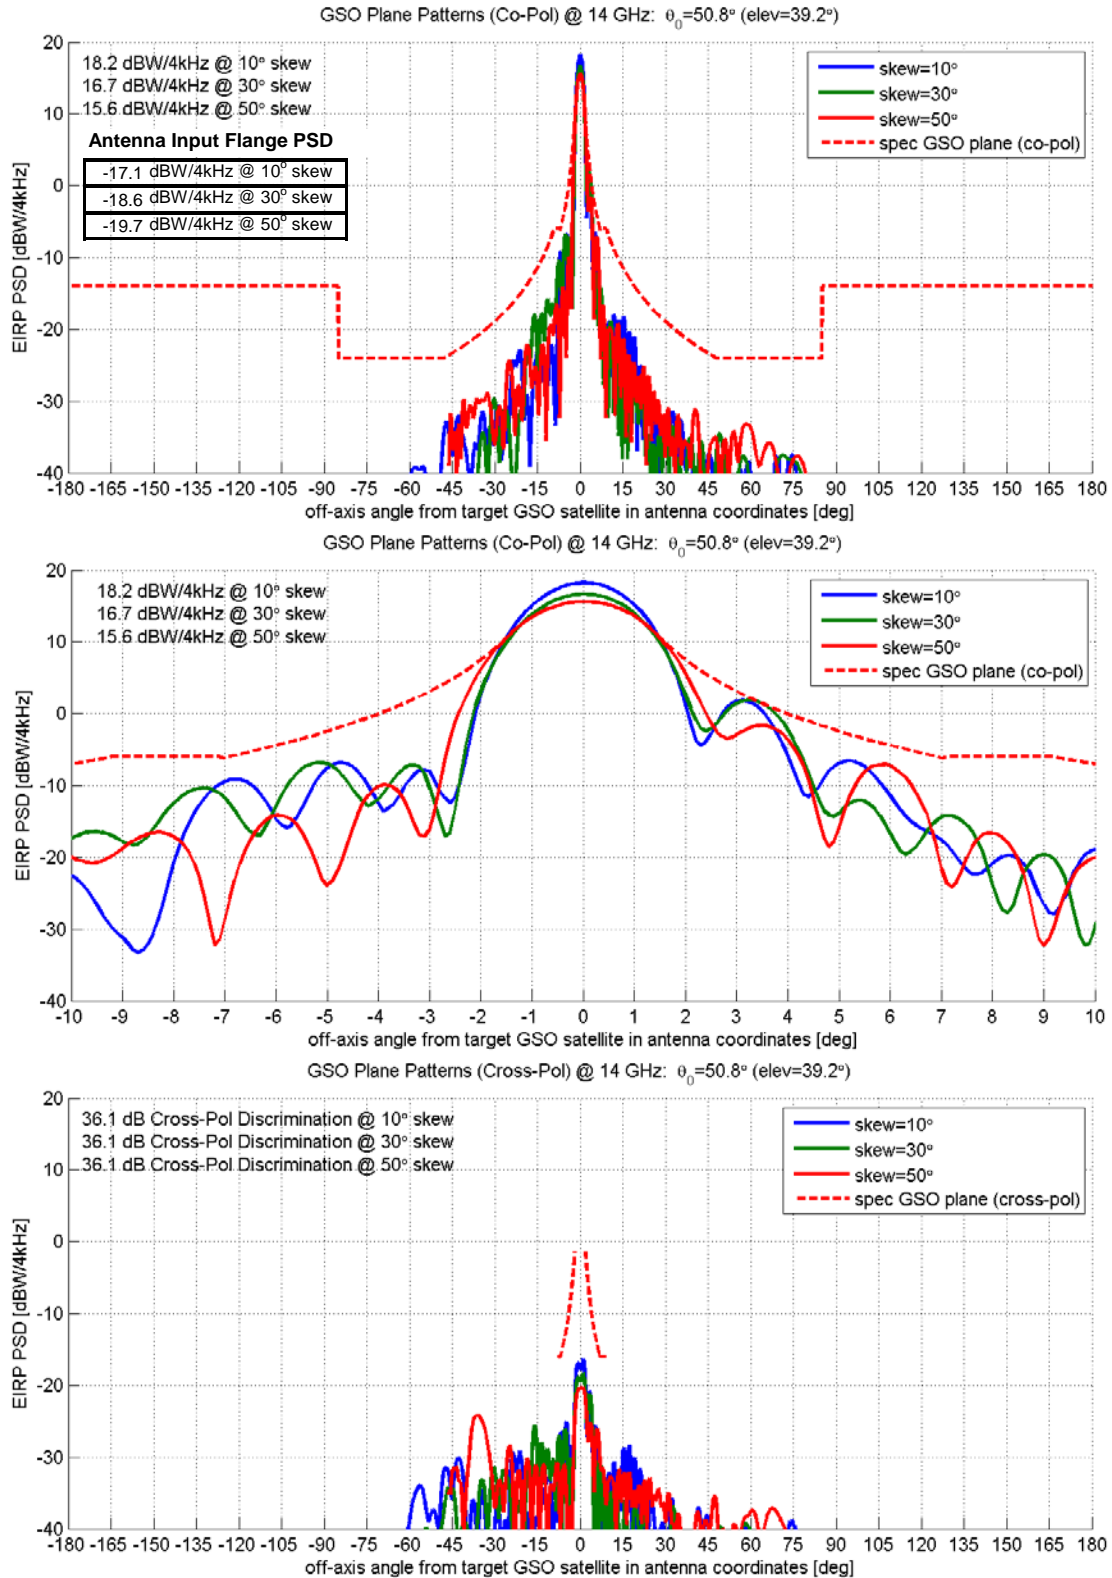 GSO Plane Patterns (Co-Pol) @ 14 GHz: θ0=50.8° (elev=39.2°)
18.2 dBW/4kHz @ 10° skew
16.7 dBW/4kHz @ 30° skew
15.6 dBW/4kHz @ 50° skew
Antenna Input Flange PSD
-17.1 dBW/4kHz @ 10° skew
-18.6 dBW/4kHz @ 30° skew
-19.7 dBW/4kHz @ 50° skew
skew=10°
skew=30°
skew=50°
spec GSO plane (co-pol)
EIRP PSD [dBW/4kHz]
20
10
0
-10
-20
-30
-40
-180 -165 -150 -135 -120 -105 -90 -75 -60 -45 -30 -15 0 15 30 45 60 75 90 105 120 135 150 165 180
off-axis angle from target GSO satellite in antenna coordinates [deg]
GSO Plane Patterns (Co-Pol) @ 14 GHz: θ0=50.8° (elev=39.2°)
18.2 dBW/4kHz @ 10° skew
16.7 dBW/4kHz @ 30° skew
15.6 dBW/4kHz @ 50° skew
skew=10°
skew=30°
skew=50°
spec GSO plane (co-pol)
EIRP PSD [dBW/4kHz]
20
10
0
-10
-20
-30
-40
-10 -9 -8 -7 -6 -5 -4 -3 -2 -1 0 1 2 3 4 5 6 7 8 9 10
off-axis angle from target GSO satellite in antenna coordinates [deg]
GSO Plane Patterns (Cross-Pol) @ 14 GHz: θ0=50.8° (elev=39.2°)
36.1 dB Cross-Pol Discrimination @ 10° skew
36.1 dB Cross-Pol Discrimination @ 30° skew
36.1 dB Cross-Pol Discrimination @ 50° skew
skew=10°
skew=30°
skew=50°
spec GSO plane (cross-pol)
EIRP PSD [dBW/4kHz]
20
10
0
-10
-20
-30
-40
-180 -165 -150 -135 -120 -105 -90 -75 -60 -45 -30 -15 0 15 30 45 60 75 90 105 120 135 150 165 180
off-axis angle from target GSO satellite in antenna coordinates [deg]